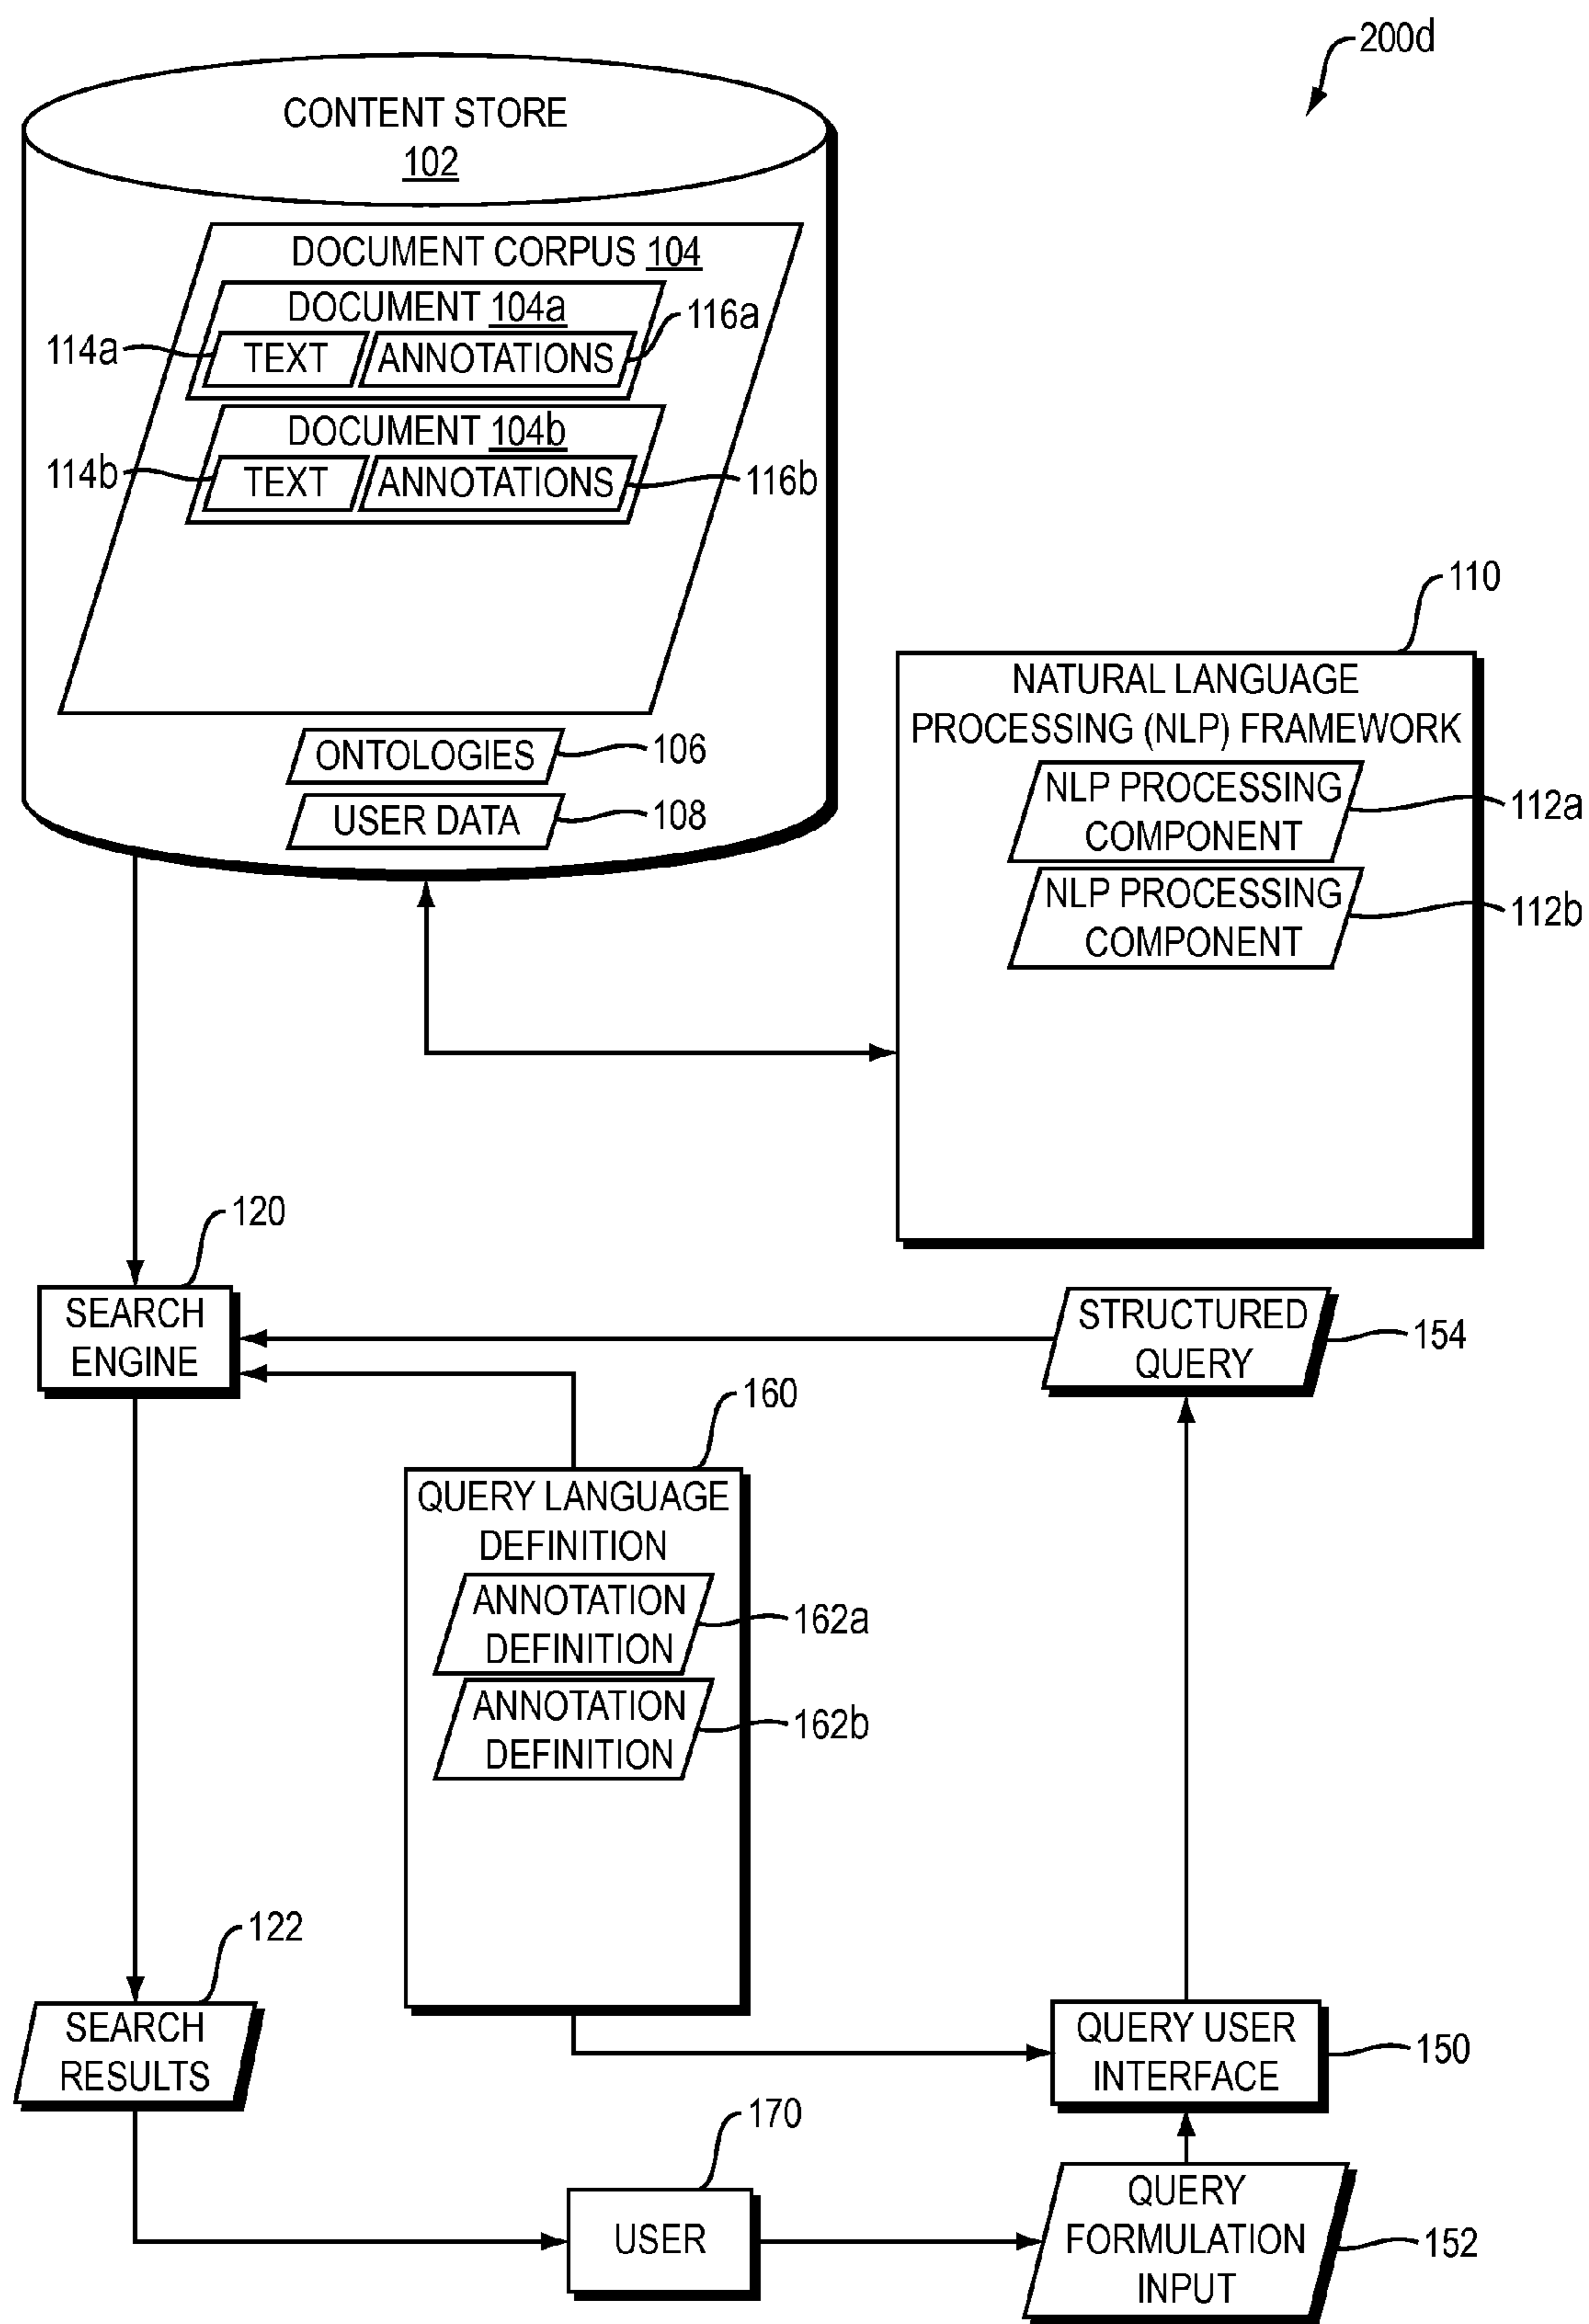 200d
CONTENT STORE
102
DOCUMENT CORPUS 104
DOCUMENT 104a
116a
114a
TEXT
ANNOTATIONS
DOCUMENT 104b
114b
TEXT
ANNOTATIONS
116b
110
NATURAL LANGUAGE
PROCESSING (NLP) FRAMEWORK
ONTOLOGIES
106
NLP PROCESSING
COMPONENT
112a
USER DATA
108
NLP PROCESSING
COMPONENT
112b
120
SEARCH
ENGINE
STRUCTURED
QUERY
154
160
QUERY LANGUAGE
DEFINITION
ANNOTATION
DEFINITION
162a
ANNOTATION
DEFINITION
162b
122
SEARCH
RESULTS
QUERY USER
INTERFACE
150
170
USER
QUERY
FORMULATION
INPUT
152